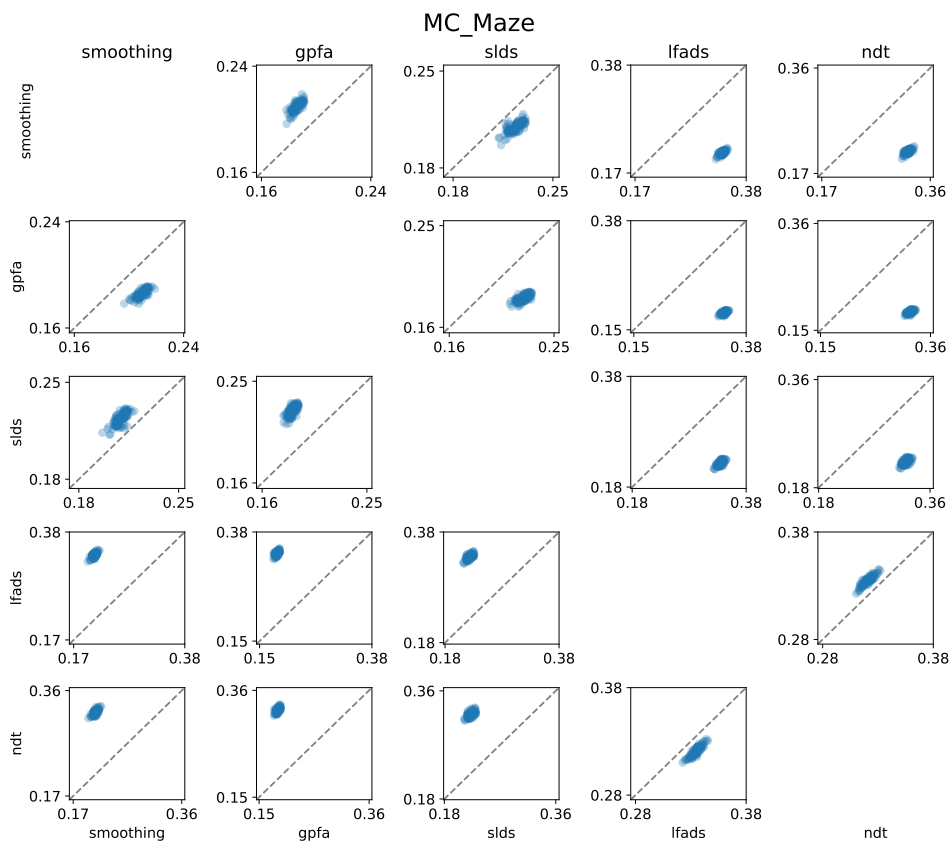 MC_Maze
smoothing gpfa slds lfads ndt
smoothing
0.24 0.25 0.38 0.36
0.16 0.18 0.17 0.17
0.16 0.24 0.18 0.25 0.17 0.38 0.17 0.36
gpfa
0.24 0.25 0.38 0.36
0.16 0.16 0.15 0.15
0.16 0.24 0.16 0.25 0.15 0.38 0.15 0.36
slds
0.25 0.25 0.38 0.36
0.18 0.16 0.18 0.18
0.18 0.25 0.16 0.25 0.18 0.38 0.18 0.36
lfads
0.38 0.38 0.38 0.38
0.17 0.15 0.18 0.28
0.17 0.38 0.15 0.38 0.18 0.38 0.28 0.38
ndt
0.36 0.36 0.36 0.38
0.17 0.15 0.18 0.28
0.17 0.36 0.15 0.36 0.18 0.36 0.28 0.38
smoothing gpfa slds lfads ndt